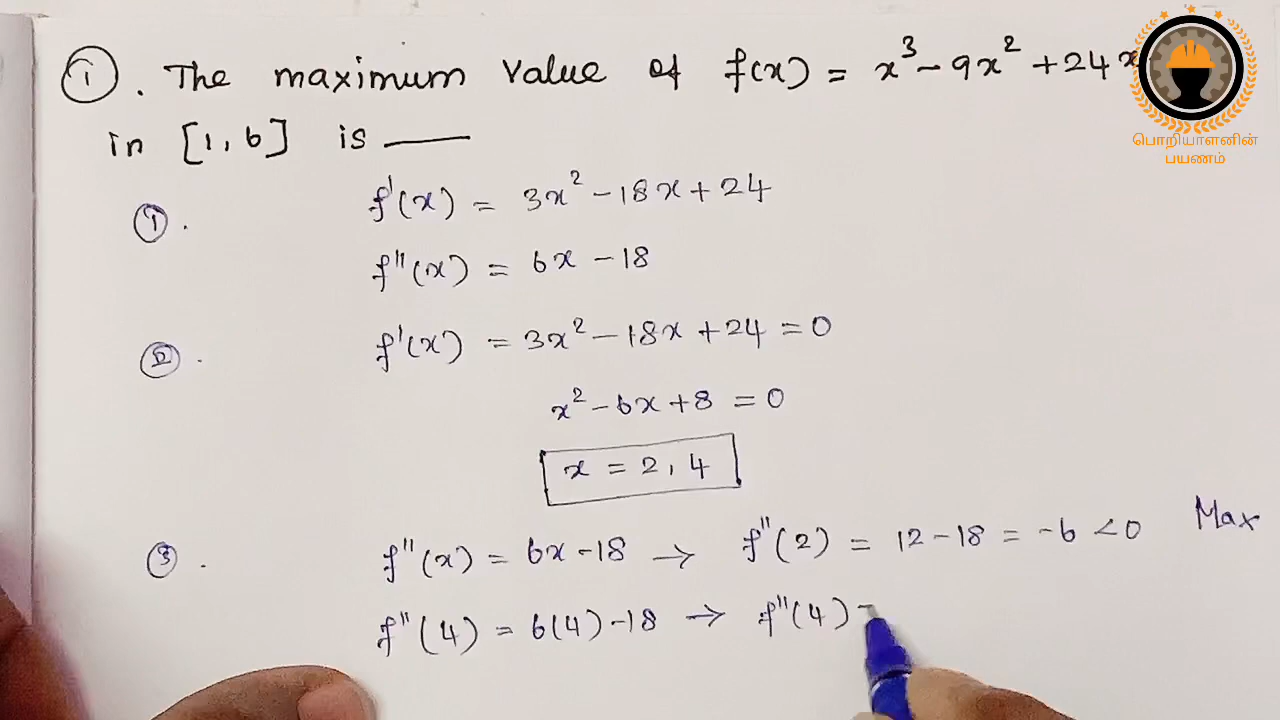 ① . The maximum value of f(x) = x³ - 9x² + 24x
in [1, 6] is ___
① . f'(x) = 3x² - 18x + 24
f''(x) = 6x - 18
② . f'(x) = 3x² - 18x + 24 = 0
x² - 6x + 8 = 0
x = 2, 4
③ . f''(x) = 6x - 18 → f''(2) = 12 - 18 = -6 < 0 Max
f''(4) = 6(4) - 18 → f''(4) =
பொறியாளனின்
பயணம்